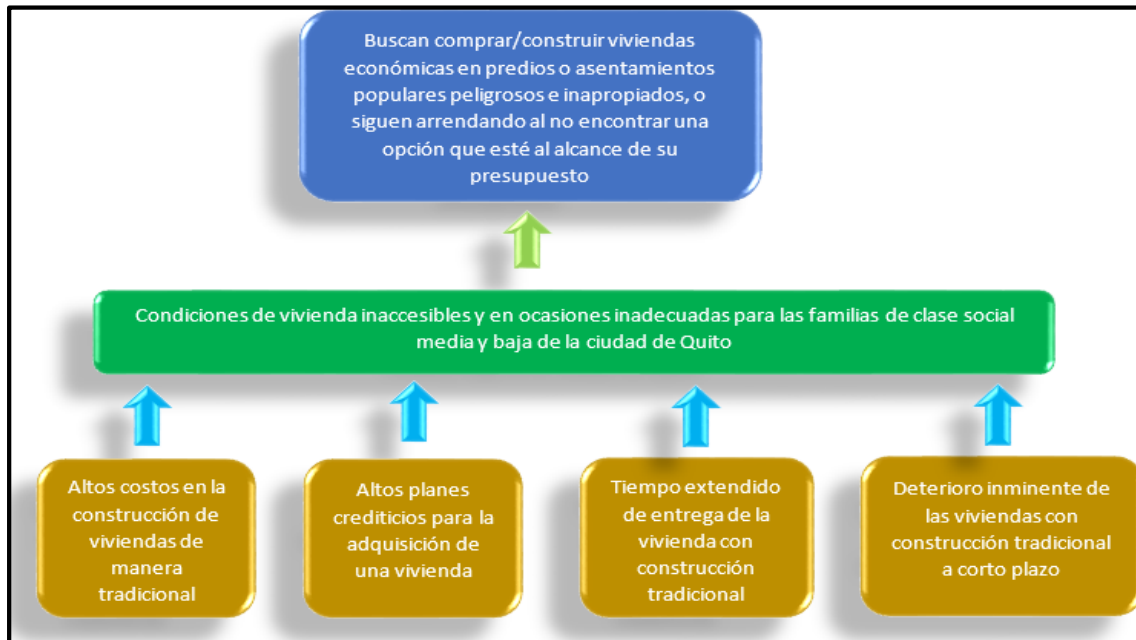 Buscan comprar/construir viviendas
económicas en predios o asentamientos
populares peligrosos e inapropiados, o
siguen arrendando al no encontrar una
opción que esté al alcance de su
presupuesto
Condiciones de vivienda inaccesibles y en ocasiones inadecuadas para las familias de clase social
media y baja de la ciudad de Quito
Altos costos en la
construcción de
viviendas de
manera
tradicional
Altos planes
crediticios para la
adquisición de
una vivienda
Tiempo extendido
de entrega de la
vivienda con
construcción
tradicional
Deterioro inminente de
las viviendas con
construcción tradicional
a corto plazo